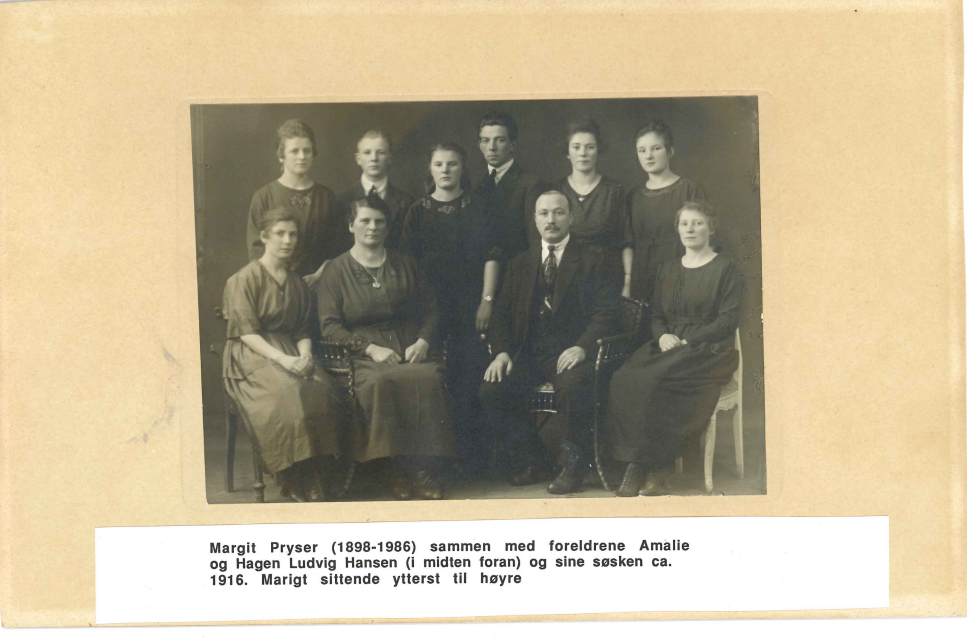 Margit Pryser (1898-1986) sammen med foreldrene Amalie
og Hagen Ludvig Hansen (i midten foran) og sine søsken ca.
1916. Marigt sittende ytterst til høyre